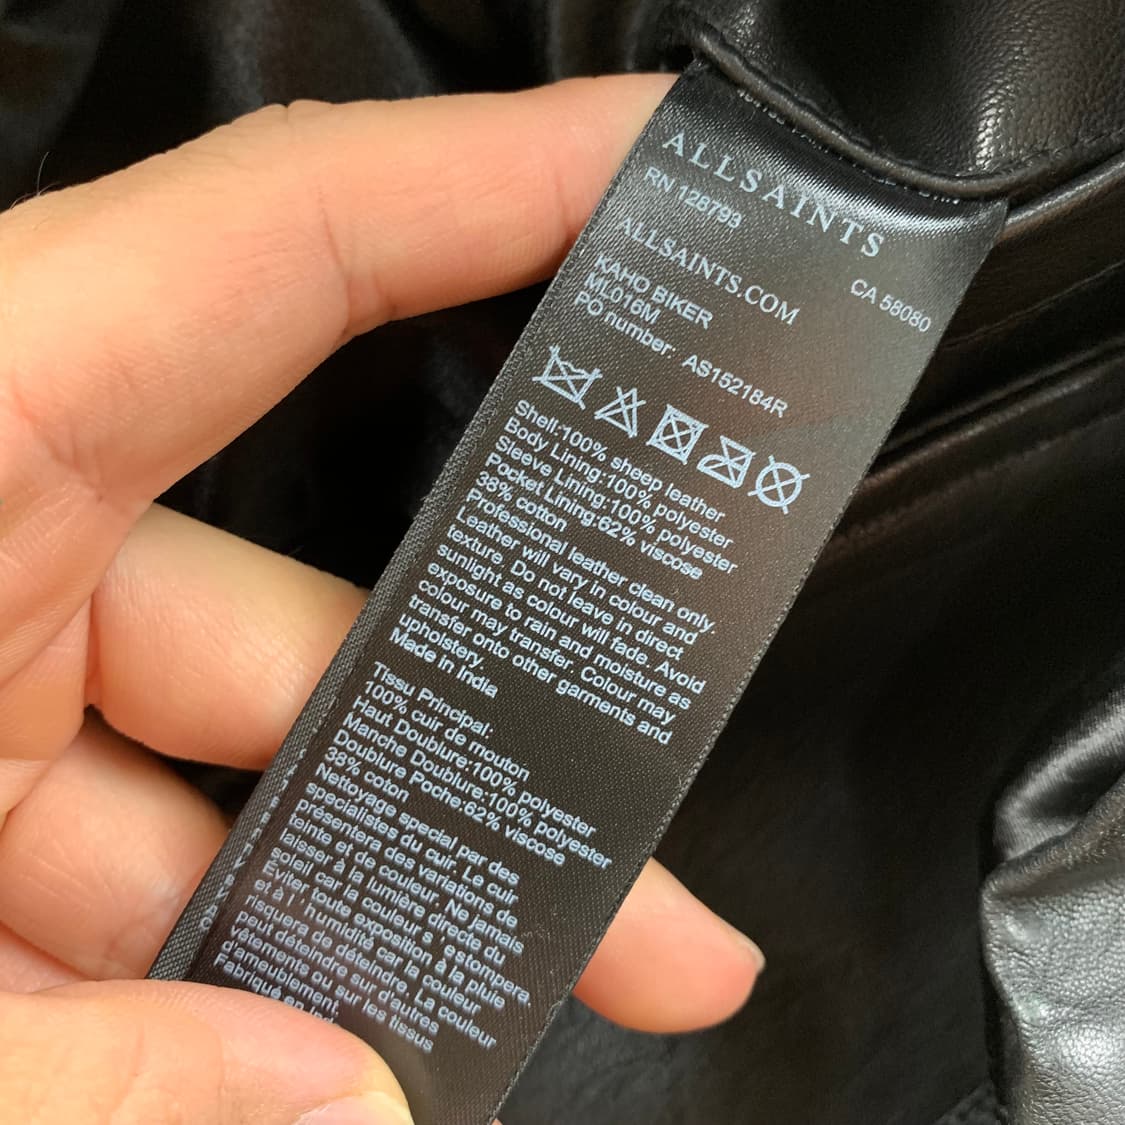 ALLSAINTS
RN 128793
CA 58080
ALLSAINTS.COM
KAHO BIKER
ML016M
PO number: AS152184R
Shell:100% sheep leather
Body Lining:100% polyester
Sleeve Lining:100% polyester
Pocket Lining:62% viscose
38% cotton
Professional leather clean only.
Leather will vary in colour and
texture. Do not leave in direct
sunlight as colour will fade. Avoid
exposure to rain and moisture as
colour may transfer. Colour may
transfer onto other garments and
upholstery.
Made in India
Tissu Principal:
100% cuir de mouton
Haut Doublure:100% polyester
Manche Doublure:100% polyester
Doublure Poche:62% viscose
38% coton
Nettoyage special par des
specialistes du cuir. Le cuir
présentera des variations de
teinte et de couleur. Ne jamais
laisser à la lumière directe du
soleil car la couleur s'estompera.
Eviter toute exposition à la pluie
et à l'humidité car la couleur
risquera de déteindre. La couleur
peut déteindre sur d'autres
vêtements ou sur les tissus
d'ameublement.
Fabriqué en